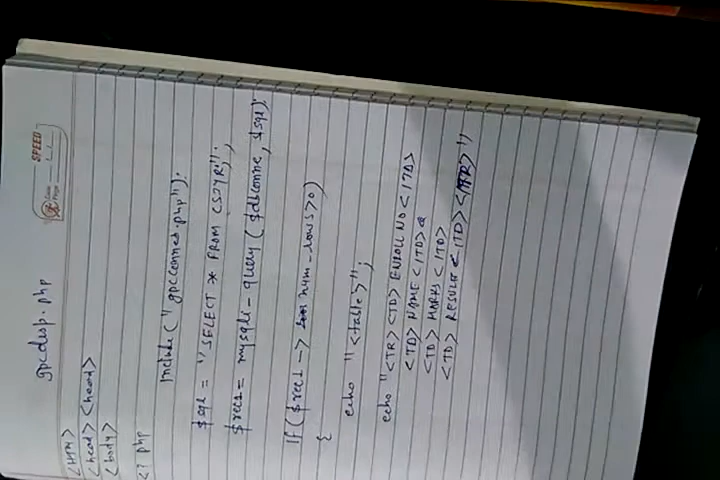 SPEED
gpcdisp.php
<HTM>
<head> <head>
<body>
<? php
include ("gpcconnect.php");
$sql = "SELECT * FROM CS3YR";
$rec1 = mysqli_query ($dbconne, $sql);
If ($rec1 -> num_rows>0)
{
echo "<table>";
echo "<TR> <TD> ENROLL NO </TD>
<TD> NAME </TD>
<TD> MARKS </TD>
<TD> RESULT </TD> </TR>";